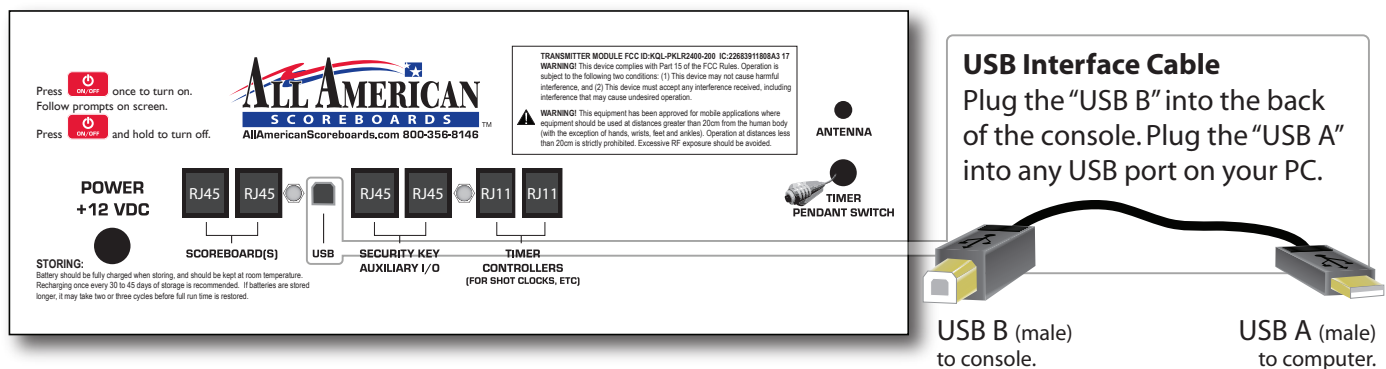 Press ON/OFF once to turn on.
Follow prompts on screen.
Press ON/OFF and hold to turn off.
ALL AMERICAN
SCOREBOARDS TM
AllAmericanScoreboards.com 800-356-8146
TRANSMITTER MODULE FCC ID:KQL-PKLR2400-200 IC:22683911808A3 17
WARNING! This device complies with Part 15 of the FCC Rules. Operation is
subject to the following two conditions: (1) This device may not cause harmful
interference, and (2) This device must accept any interference received, including
interference that may cause undesired operation.
WARNING! This equipment has been approved for mobile applications where
equipment should be used at distances greater than 20cm from the human body
(with the exception of hands, wrists, feet and ankles). Operation at distances less
than 20cm is strictly prohibited. Excessive RF exposure should be avoided.
ANTENNA
TIMER
PENDANT SWITCH
POWER
+12 VDC
RJ45 RJ45 RJ45 RJ45 RJ11 RJ11
SCOREBOARD(S)
USB
SECURITY KEY
AUXILIARY I/O
TIMER
CONTROLLERS
(FOR SHOT CLOCKS, ETC)
STORING:
Battery should be fully charged when storing, and should be kept at room temperature.
Recharging once every 30 to 45 days of storage is recommended. If batteries are stored
longer, it may take two or three cycles before full run time is restored.
USB Interface Cable
Plug the “USB B” into the back
of the console. Plug the “USB A”
into any USB port on your PC.
USB B (male)
to console.
USB A (male)
to computer.